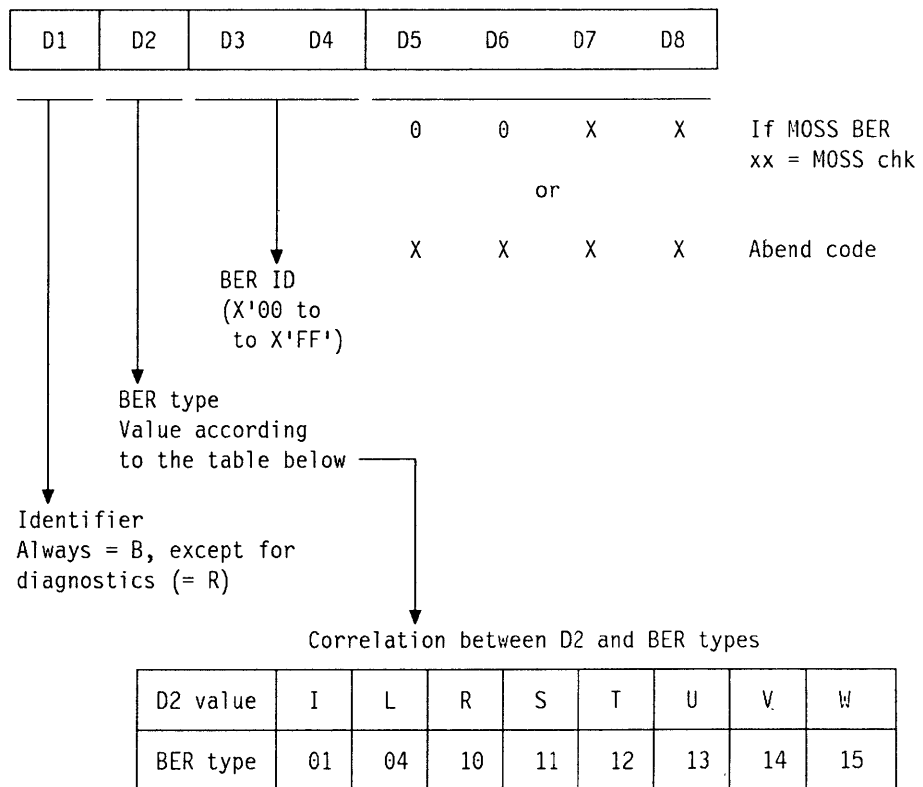 D1 D2 D3 D4 D5 D6 D7 D8
0 0 X X If MOSS BER
xx = MOSS chk
or
X X X X Abend code
BER ID
(X'00 to
to X'FF')
BER type
Value according
to the table below
Identifier
Always = B, except for
diagnostics (= R)
Correlation between D2 and BER types
D2 value I L R S T U V W
BER type 01 04 10 11 12 13 14 15